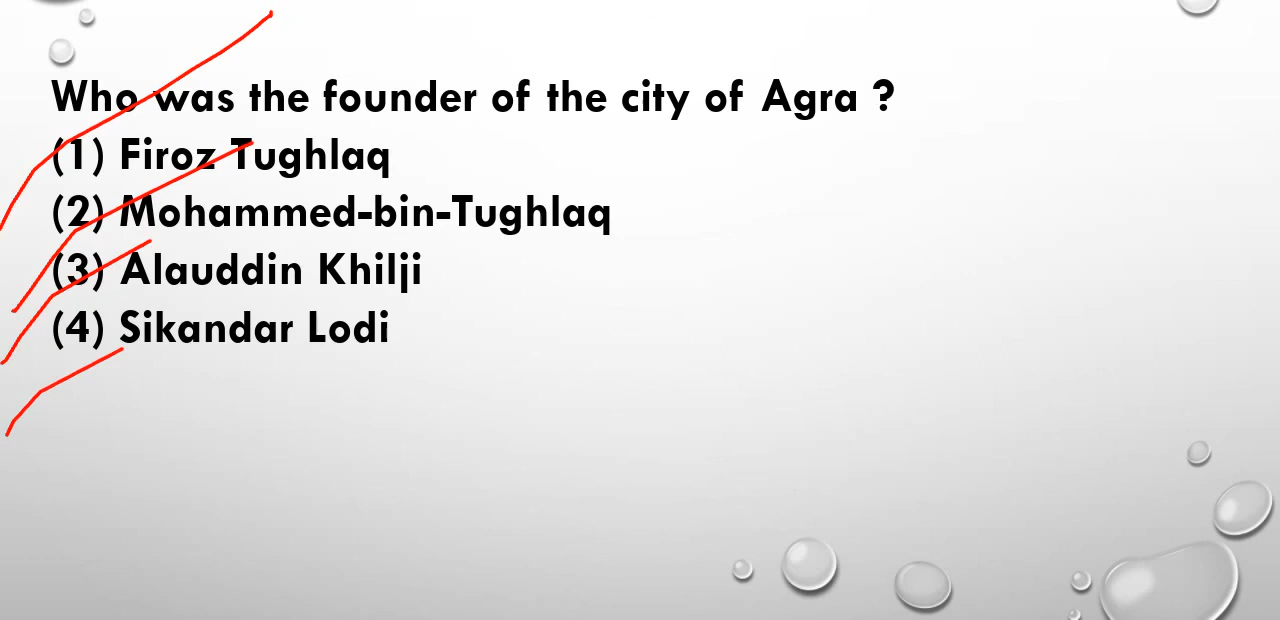 Who was the founder of the city of Agra ?
(1) Firoz Tughlaq
(2) Mohammed-bin-Tughlaq
(3) Alauddin Khilji
(4) Sikandar Lodi